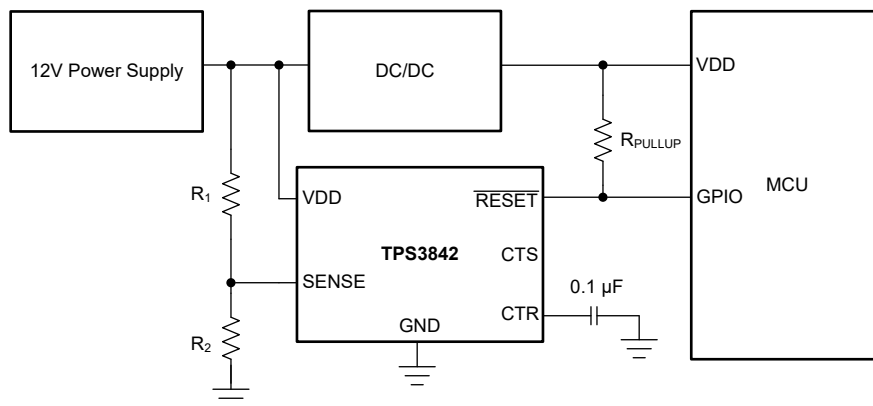 12V Power Supply
DC/DC
VDD
R₁
VDD
RESET
R_PULLUP
MCU
GPIO
TPS3842
CTS
SENSE
0.1 µF
CTR
GND
R₂